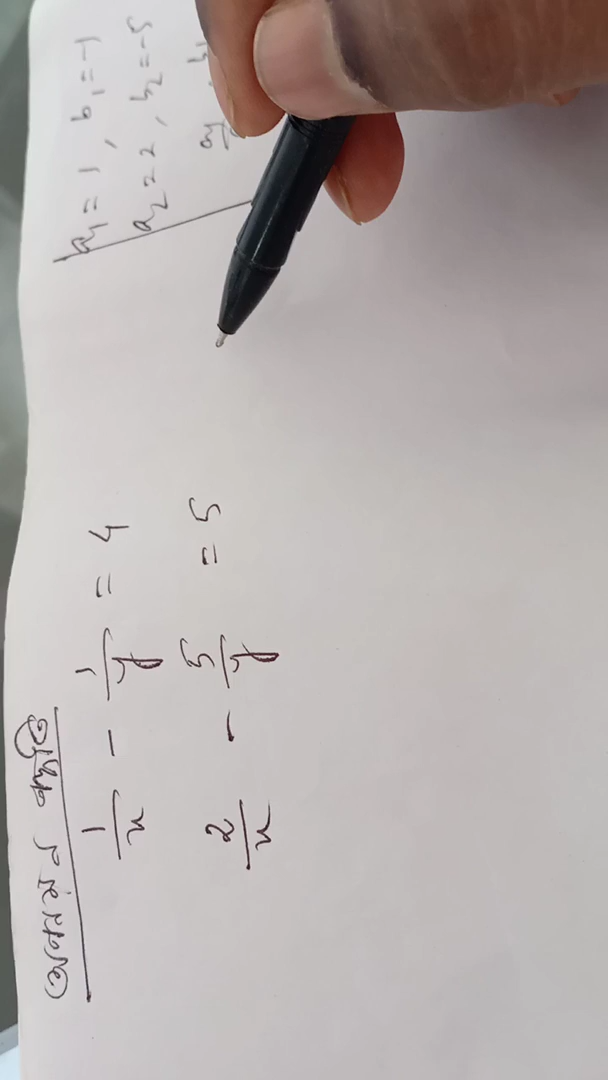 1/x - 1/y = 4
2/x - 5/y = 5
a₁ = 1, b₁ = -1
a₂ = 2, b₂ = -5